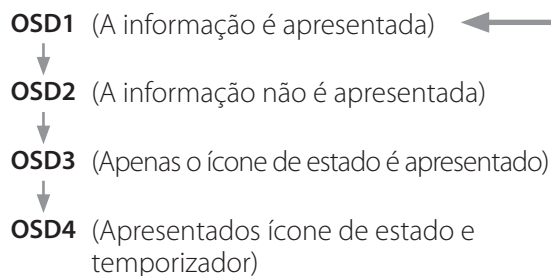 OSD1 (A informação é apresentada)
OSD2 (A informação não é apresentada)
OSD3 (Apenas o ícone de estado é apresentado)
OSD4 (Apresentados ícone de estado e
temporizador)